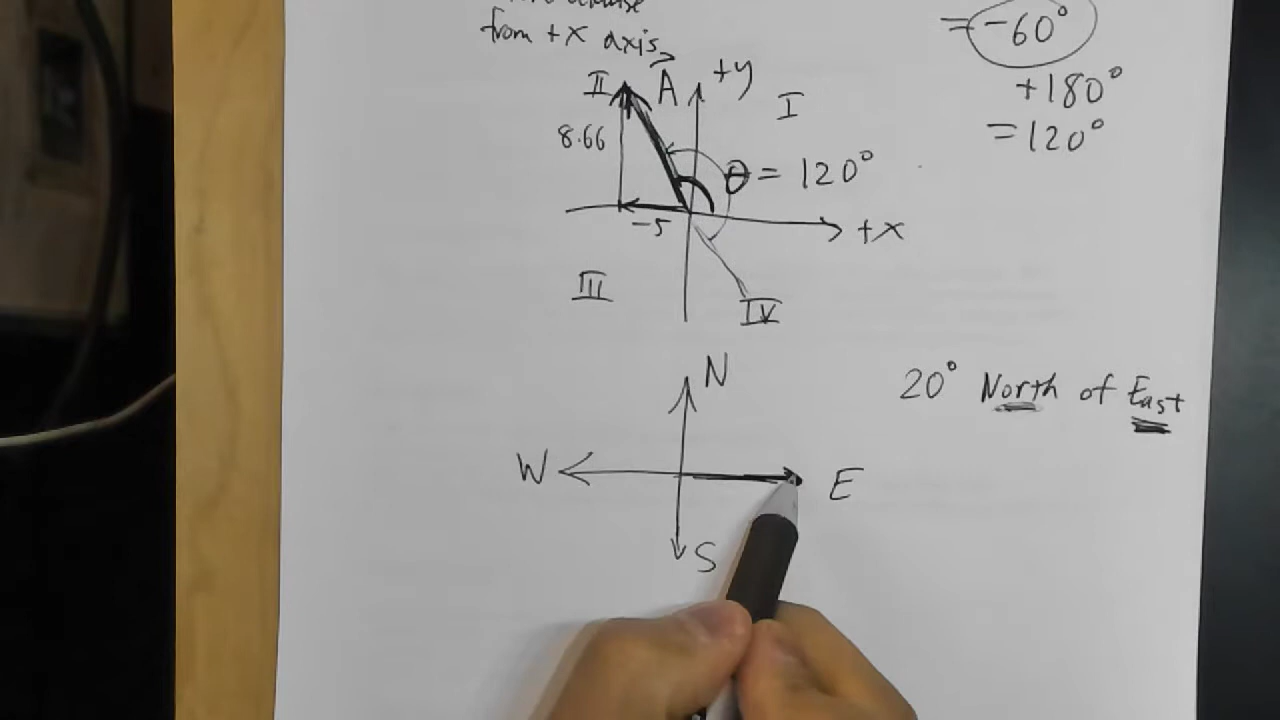 from +x axis
= -60°
+180°
= 120°
II
A
+y
I
8.66
θ = 120°
-5
+x
III
IV
N
20° North of East
W
E
S